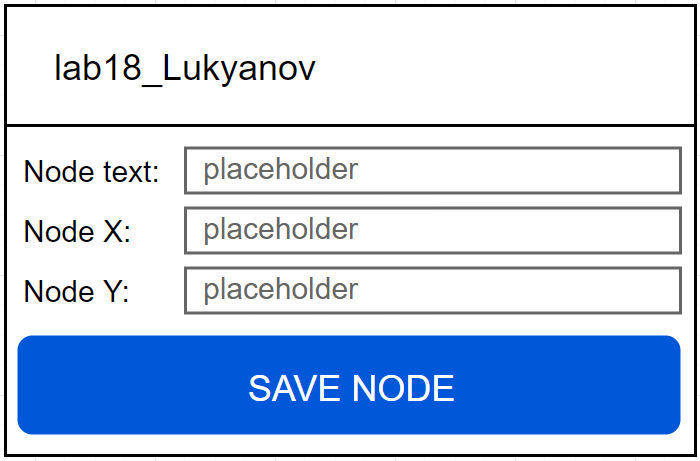 lab18_Lukyanov
Node text: placeholder
Node X: placeholder
Node Y: placeholder
SAVE NODE